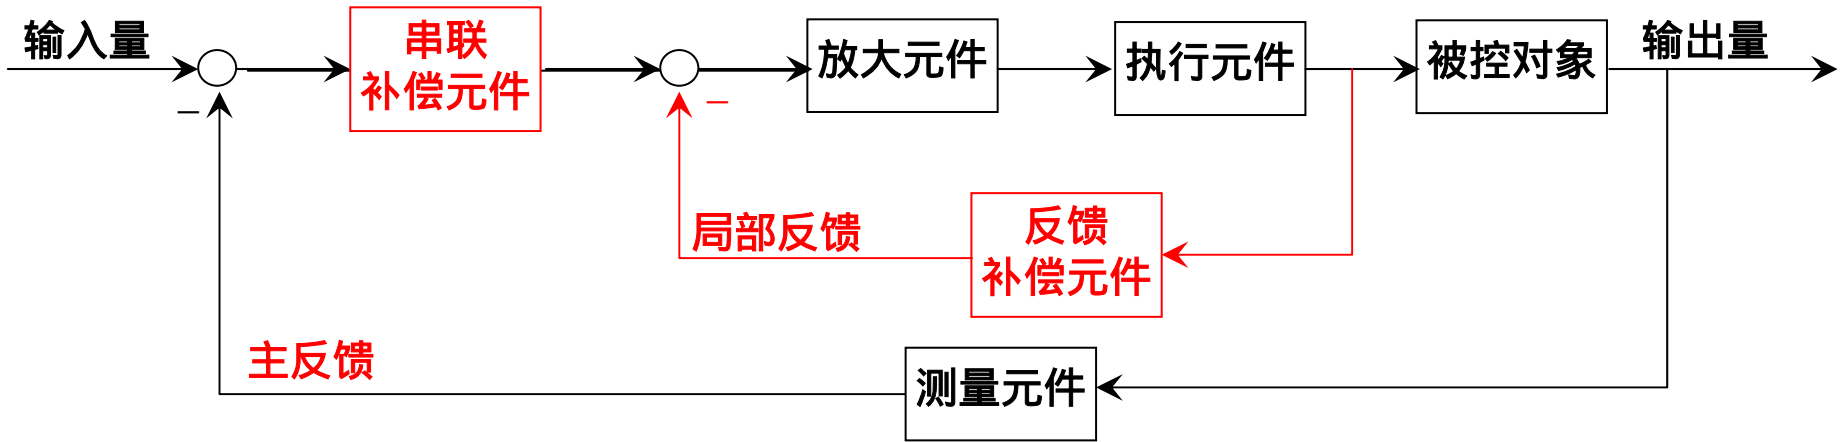 输入量
串联
补偿元件
放大元件
执行元件
被控对象
输出量
局部反馈
反馈
补偿元件
主反馈
测量元件